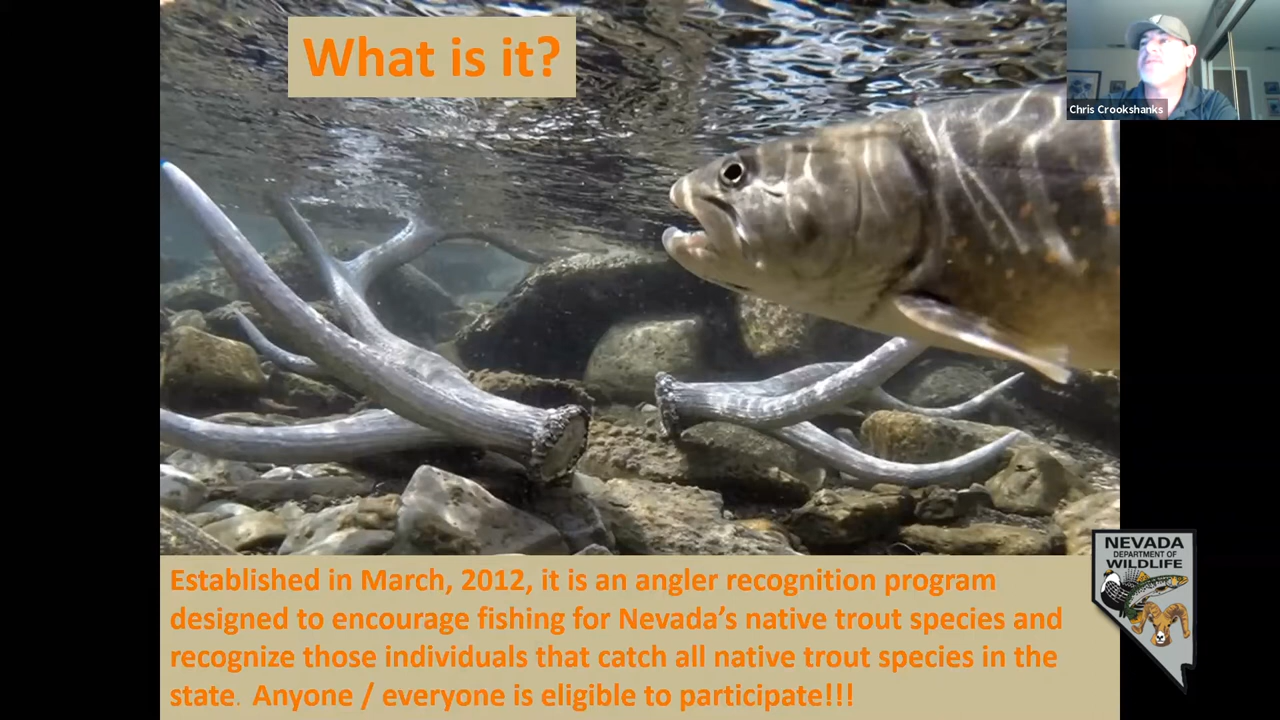 What is it?
Chris Crookshanks
Established in March, 2012, it is an angler recognition program
designed to encourage fishing for Nevada's native trout species and
recognize those individuals that catch all native trout species in the
state. Anyone / everyone is eligible to participate!!!
NEVADA
DEPARTMENT OF
WILDLIFE